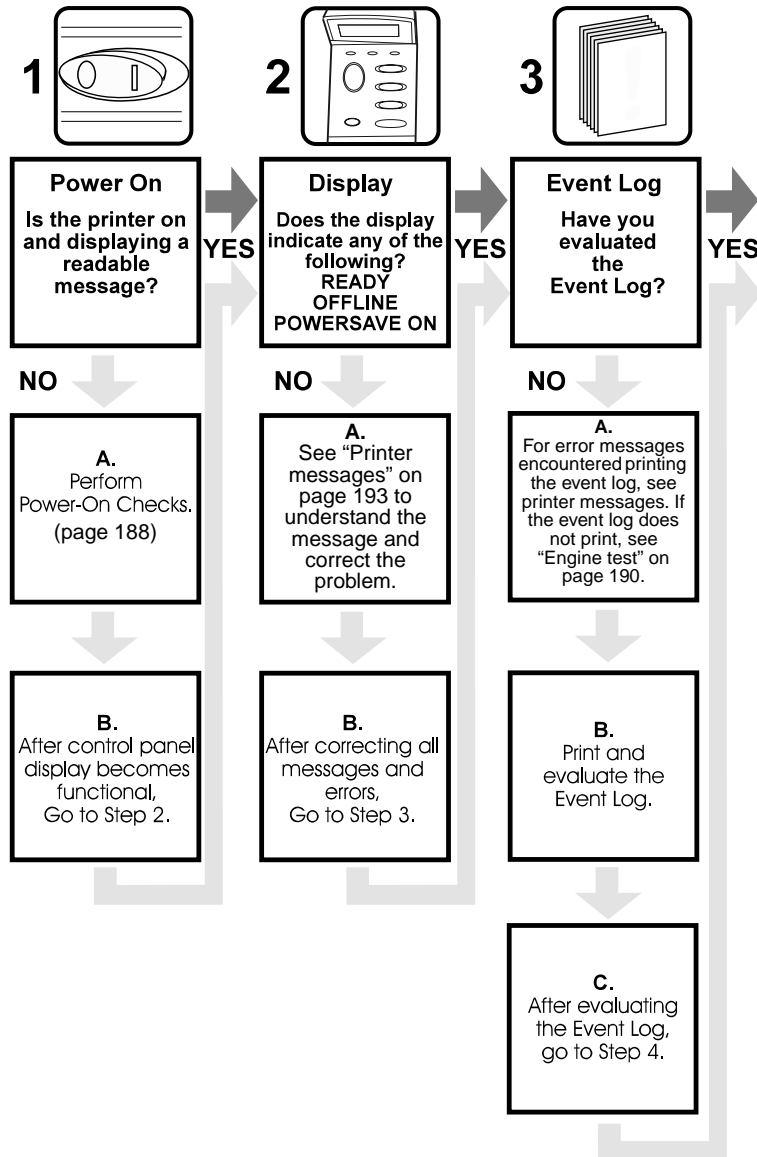 1
2
3
Power On
Is the printer on
and displaying a
readable
message?
YES
NO
A.
Perform
Power-On Checks.
(page 188)
B.
After control panel
display becomes
functional,
Go to Step 2.
Display
Does the display
indicate any of the
following?
READY
OFFLINE
POWERSAVE ON
YES
NO
A.
See “Printer
messages” on
page 193 to
understand the
message and
correct the
problem.
B.
After correcting all
messages and
errors,
Go to Step 3.
Event Log
Have you
evaluated
the
Event Log?
YES
NO
A.
For error messages
encountered printing
the event log, see
printer messages. If
the event log does
not print, see
“Engine test” on
page 190.
B.
Print and
evaluate the
Event Log.
C.
After evaluating
the Event Log,
go to Step 4.